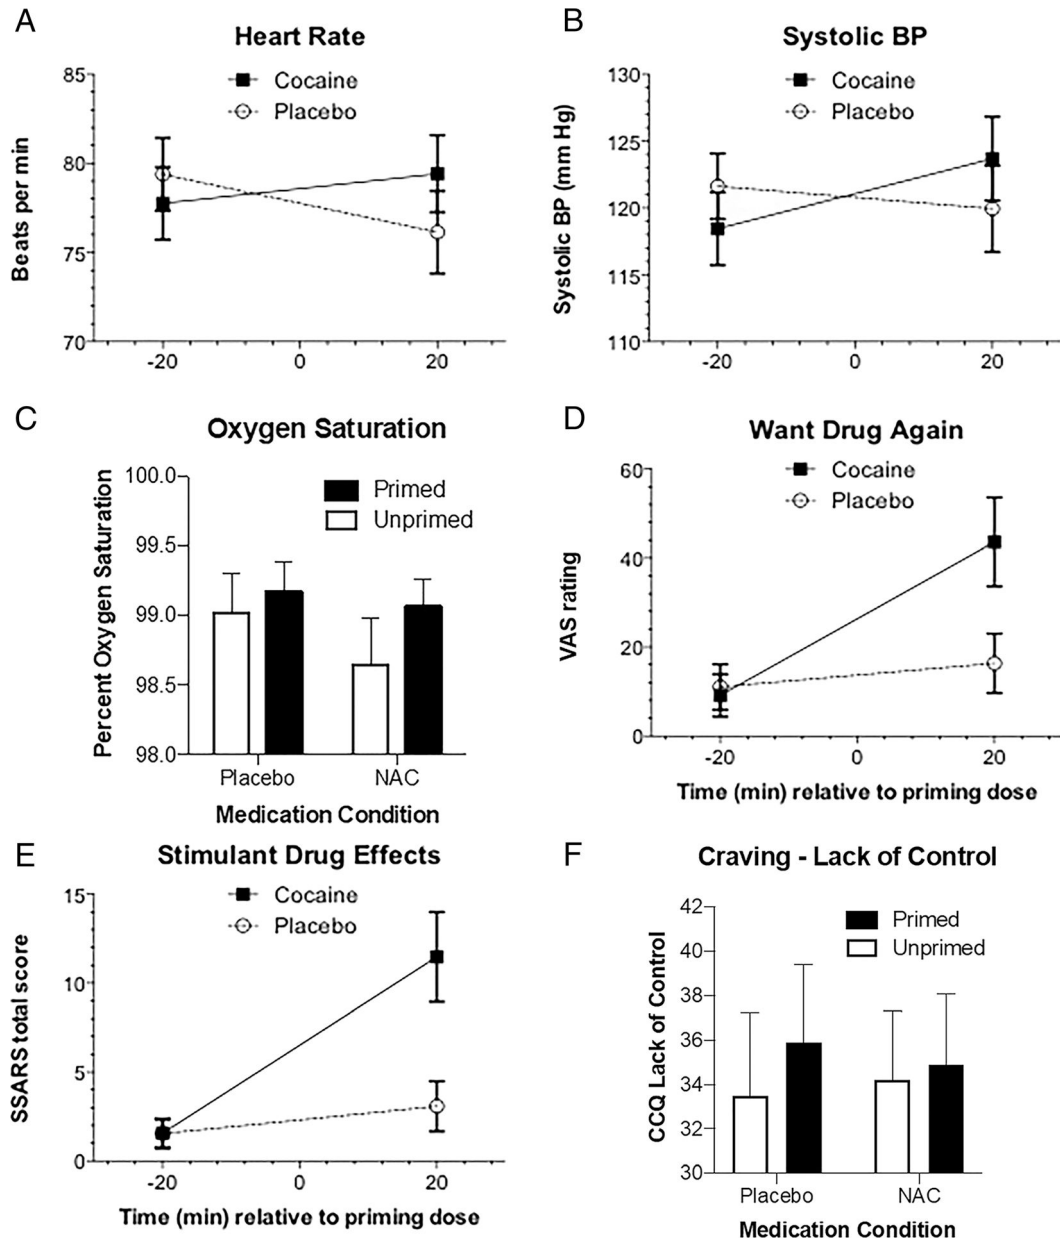 A
Heart Rate
Cocaine
Placebo
Beats per min
85
80
75
70
-20
0
20
B
Systolic BP
Cocaine
Placebo
Systolic BP (mm Hg)
130
125
120
115
110
-20
0
20
C
Oxygen Saturation
Primed
Unprimed
Percent Oxygen Saturation
100.0
99.5
99.0
98.5
98.0
Placebo
NAC
Medication Condition
D
Want Drug Again
Cocaine
Placebo
VAS rating
60
40
20
0
-20
0
20
Time (min) relative to priming dose
E
Stimulant Drug Effects
Cocaine
Placebo
SSARS total score
15
10
5
0
-20
0
20
Time (min) relative to priming dose
F
Craving - Lack of Control
Primed
Unprimed
CCQ Lack of Control
42
40
38
36
34
32
30
Placebo
NAC
Medication Condition